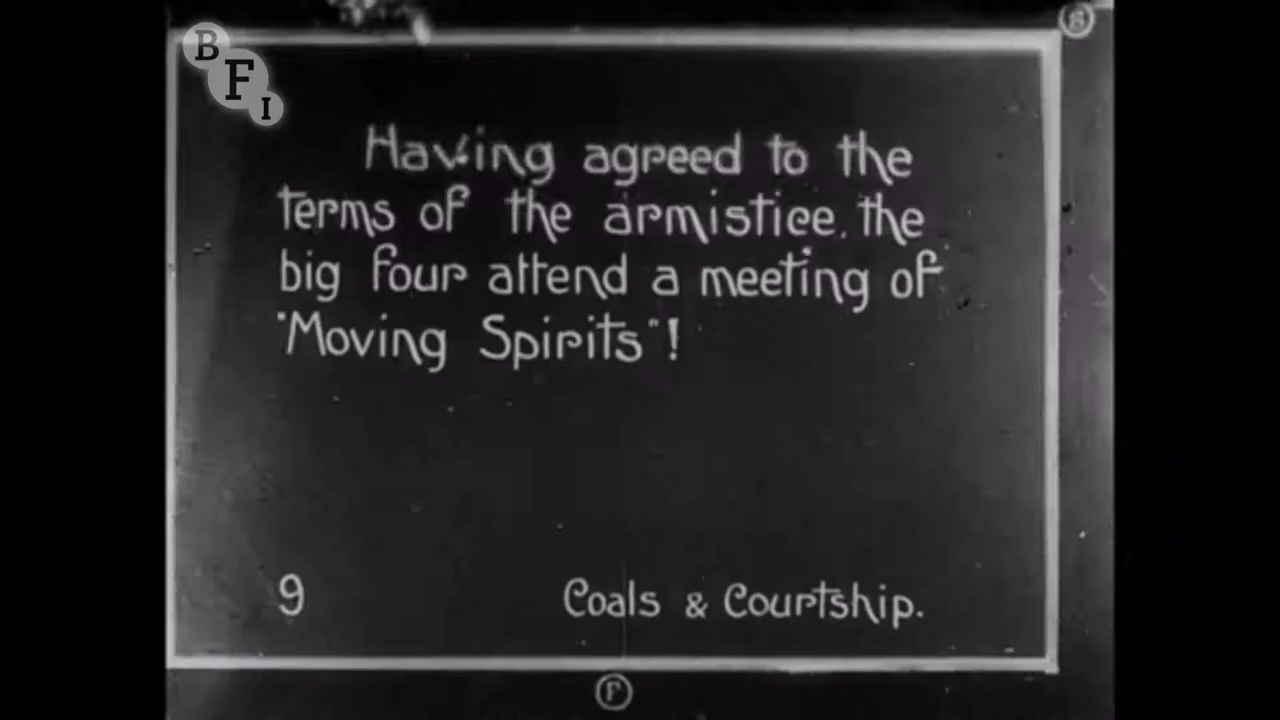 BFI
Having agreed to the
terms of the armistice, the
big four attend a meeting of
"Moving Spirits"!
9
Coals & Courtship.